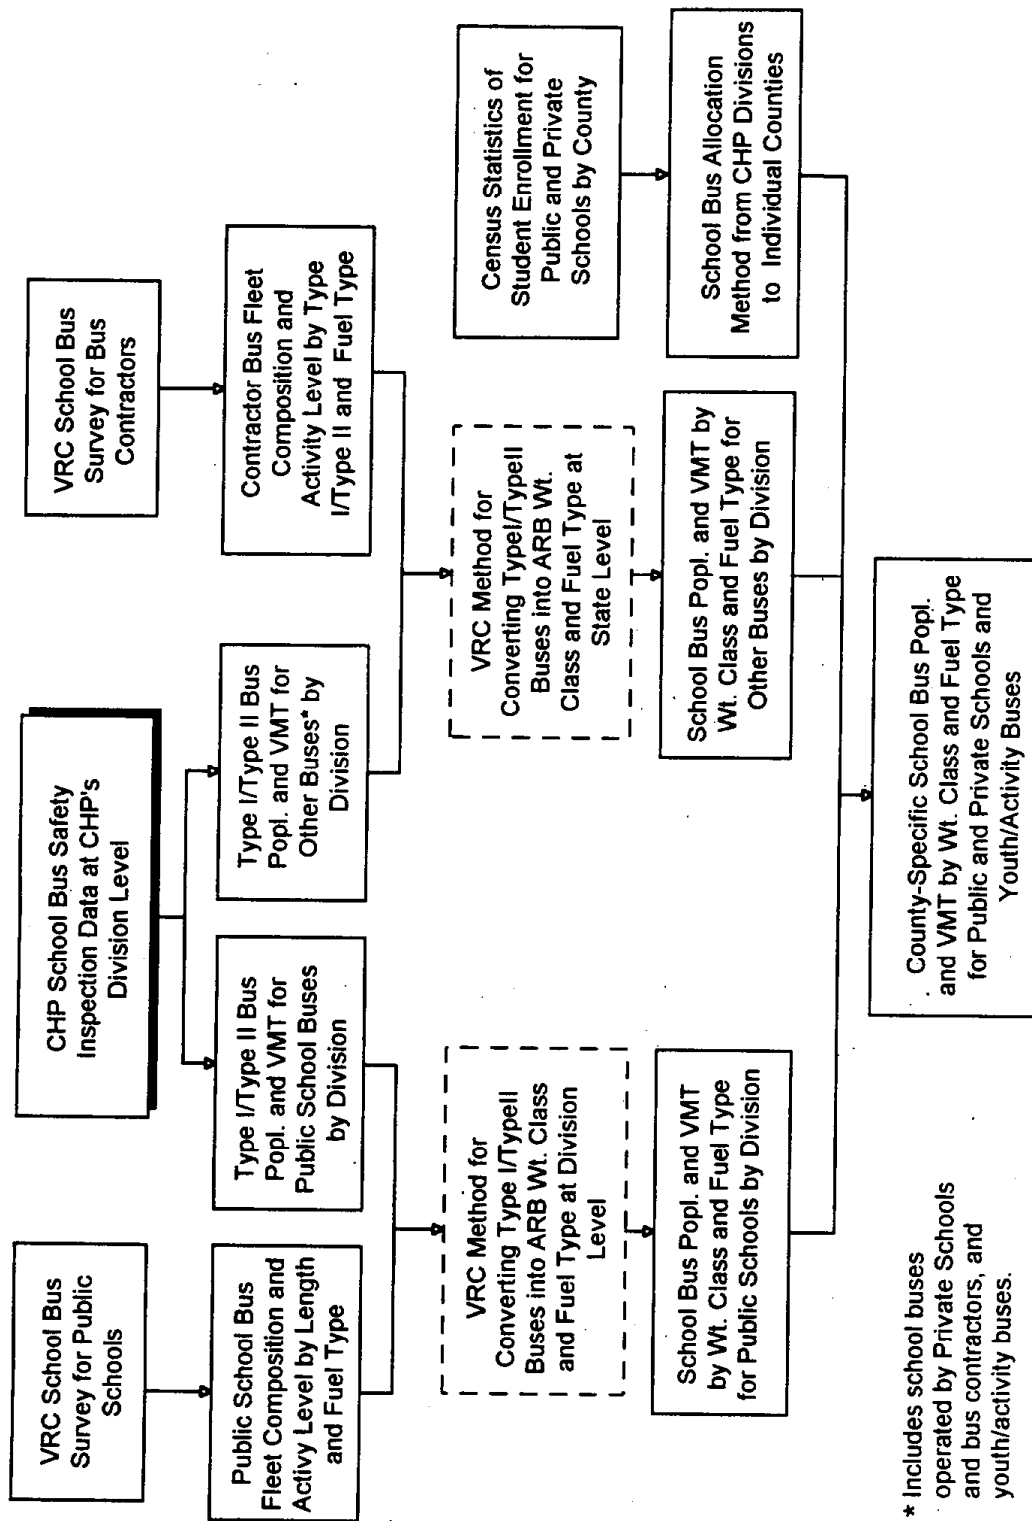 VRC School Bus
Survey for Public
Schools
CHP School Bus Safety
Inspection Data at CHP's
Division Level
VRC School Bus
Survey for Bus
Contractors
Public School Bus
Fleet Composition and
Activy Level by Length
and Fuel Type
Type I/Type II Bus
Popl. and VMT for
Public School Buses
by Division
Type I/Type II Bus
Popl. and VMT for
Other Buses* by
Division
Contractor Bus Fleet
Composition and
Activity Level by Type
I/Type II and Fuel Type
VRC Method for
Converting Type I/TypeII
Buses into ARB Wt. Class
and Fuel Type at Division
Level
VRC Method for
Converting TypeI/TypeII
Buses into ARB Wt.
Class and Fuel Type at
State Level
Census Statistics of
Student Enrollment for
Public and Private
Schools by County
School Bus Popl. and VMT
by Wt. Class and Fuel Type
for Public Schools by Division
School Bus Popl. and VMT by
Wt. Class and Fuel Type for
Other Buses by Division
School Bus Allocation
Method from CHP Divisions
to Individual Counties
County-Specific School Bus Popl.
and VMT by Wt. Class and Fuel Type
for Public and Private Schools and
Youth/Activity Buses
* Includes school buses
operated by Private Schools
and bus contractors, and
youth/activity buses.